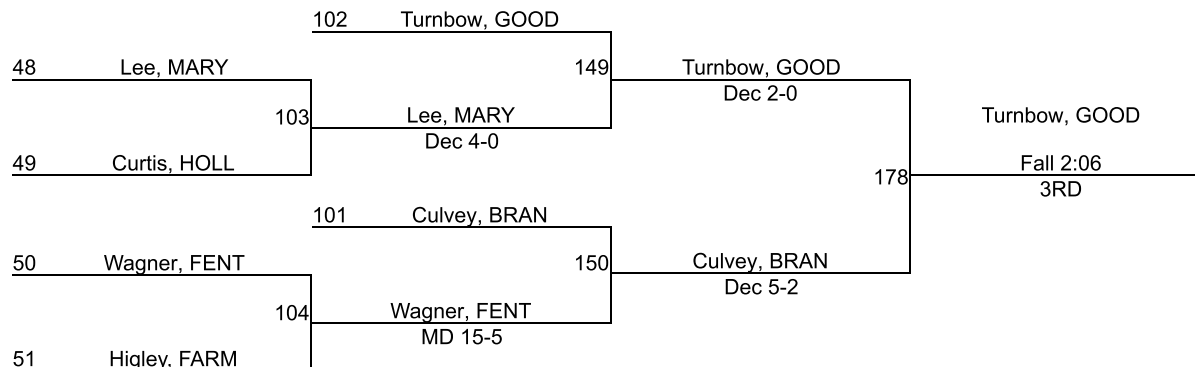 102 Turnbow, GOOD
48 Lee, MARY
149
Turnbow, GOOD
Dec 2-0
103
Lee, MARY
Dec 4-0
Turnbow, GOOD
49 Curtis, HOLL
178
Fall 2:06
3RD
101 Culvey, BRAN
50 Wagner, FENT
150
Culvey, BRAN
Dec 5-2
104
Wagner, FENT
MD 15-5
51 Higley, FARM